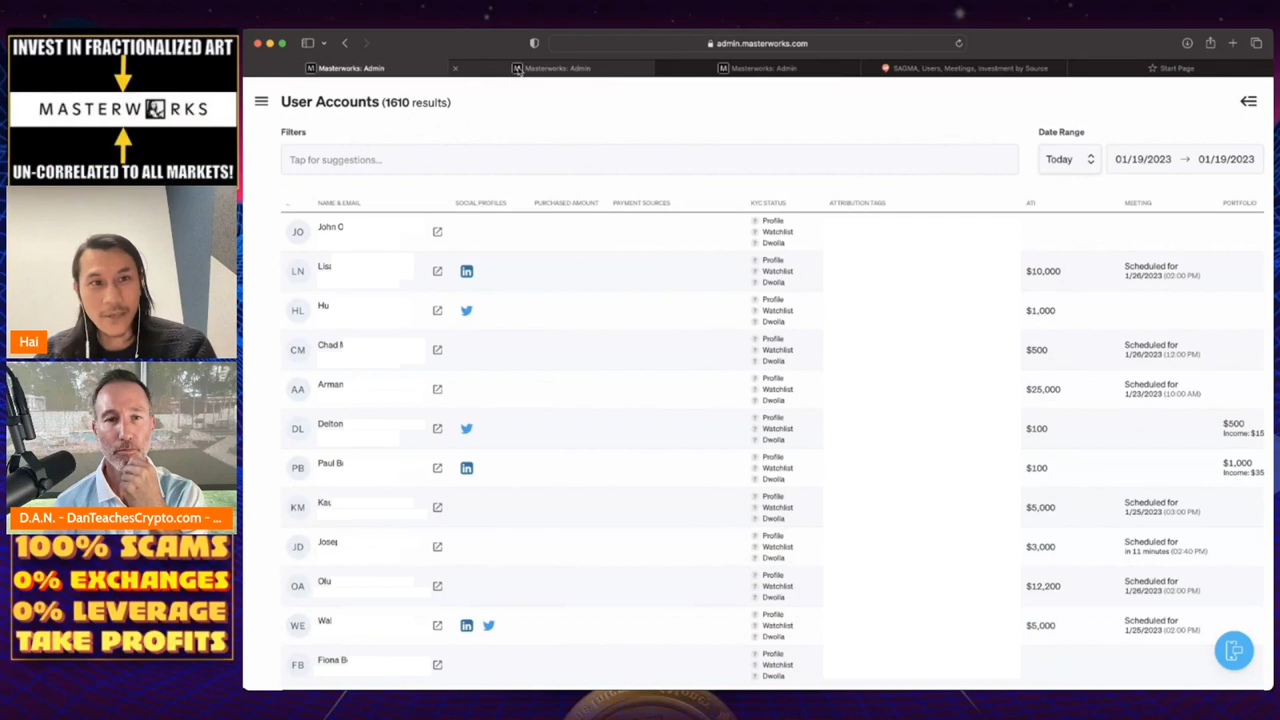 INVEST IN FRACTIONALIZED ART
MASTERWORKS
UN-CORRELATED TO ALL MARKETS!
Hai
D.A.N. - DanTeachesCrypto.com - ...
100% SCAMS
0% EXCHANGES
0% LEVERAGE
TAKE PROFITS
admin.masterworks.com
Masterworks: Admin
Masterworks: Admin
Masterworks: Admin
SAGMA, Users, Meetings, Investment by Source
Start Page
User Accounts (1610 results)
Filters
Date Range
Tap for suggestions...
Today
01/19/2023 → 01/19/2023
... NAME & EMAIL SOCIAL PROFILES PURCHASED AMOUNT PAYMENT SOURCES KYC STATUS ATTRIBUTION TAGS ATI MEETING PORTFOLIO
JO John C
? Profile
? Watchlist
? Dwolla
LN Lisa
? Profile
? Watchlist
? Dwolla
$10,000
Scheduled for
1/26/2023 (02:00 PM)
HL Hu
? Profile
? Watchlist
? Dwolla
$1,000
CM Chad
? Profile
? Watchlist
? Dwolla
$500
Scheduled for
1/26/2023 (12:00 PM)
AA Arman
? Profile
? Watchlist
? Dwolla
$25,000
Scheduled for
1/23/2023 (10:00 AM)
DL Delton
? Profile
? Watchlist
? Dwolla
$100
$500
Income: $15
PB Paul
? Profile
? Watchlist
? Dwolla
$100
$1,000
Income: $35
KM
? Profile
? Watchlist
? Dwolla
$5,000
Scheduled for
1/25/2023 (03:00 PM)
JD
? Profile
? Watchlist
? Dwolla
$3,000
Scheduled for
in 11 minutes (02:40 PM)
OA Olu
? Profile
? Watchlist
? Dwolla
$12,200
Scheduled for
1/26/2023 (02:00 PM)
WE
? Profile
? Watchlist
? Dwolla
$5,000
Scheduled for
1/25/2023 (02:00 PM)
FB Fiona
? Profile
? Watchlist
? Dwolla